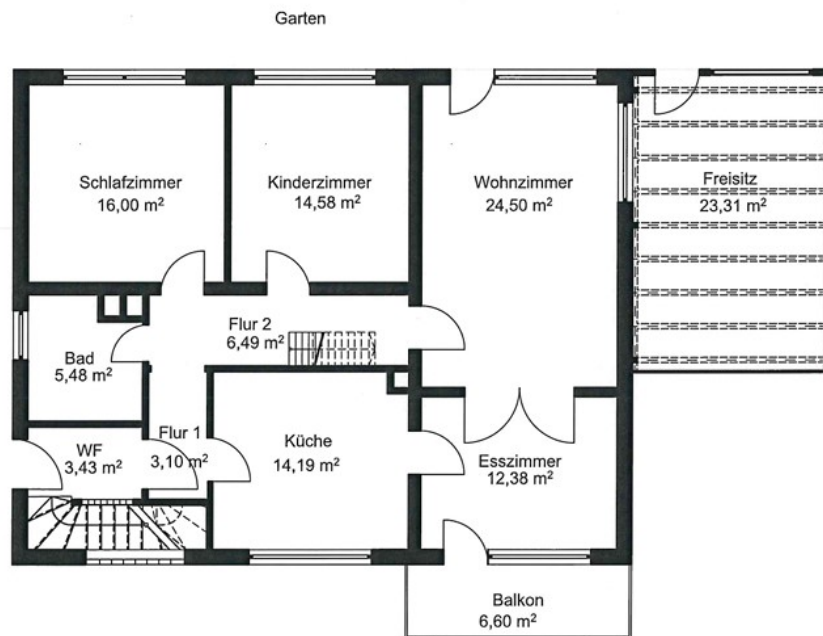 Garten
Schlafzimmer
16,00 m²
Kinderzimmer
14,58 m²
Wohnzimmer
24,50 m²
Freisitz
23,31 m²
Flur 2
6,49 m²
Bad
5,48 m²
WF
3,43 m²
Flur 1
3,10 m²
Küche
14,19 m²
Esszimmer
12,38 m²
Balkon
6,60 m²